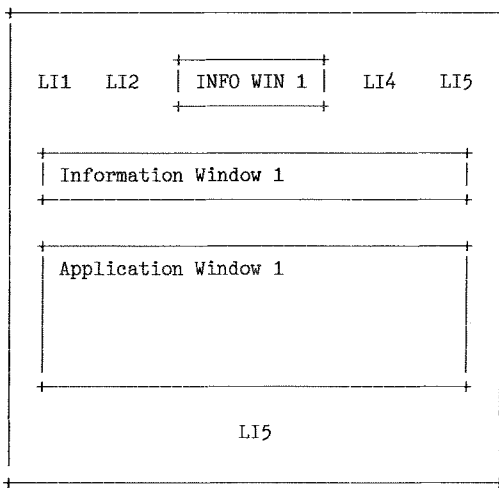 LI1 LI2 INFO WIN 1 LI4 LI5
Information Window 1
Application Window 1
LI5